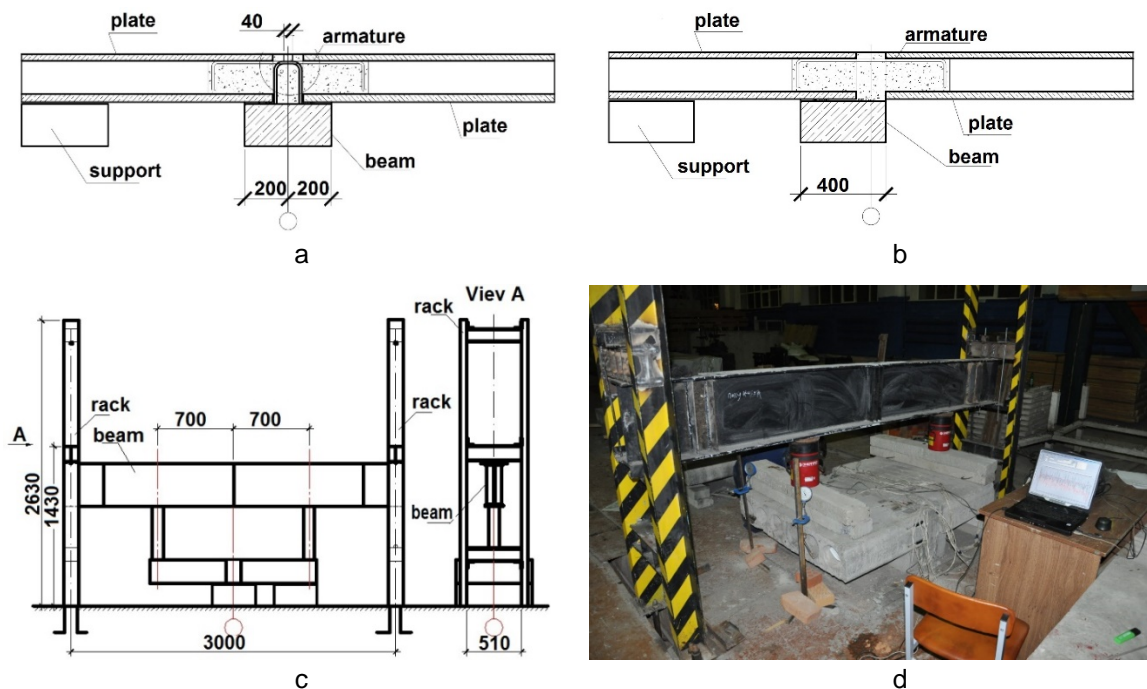 40
plate
armature
plate
beam
support
200 200
a
plate
armature
plate
beam
support
400
b
Viev A
rack
rack
rack
beam
A
700 700
2630
1430
beam
3000
510
c
d